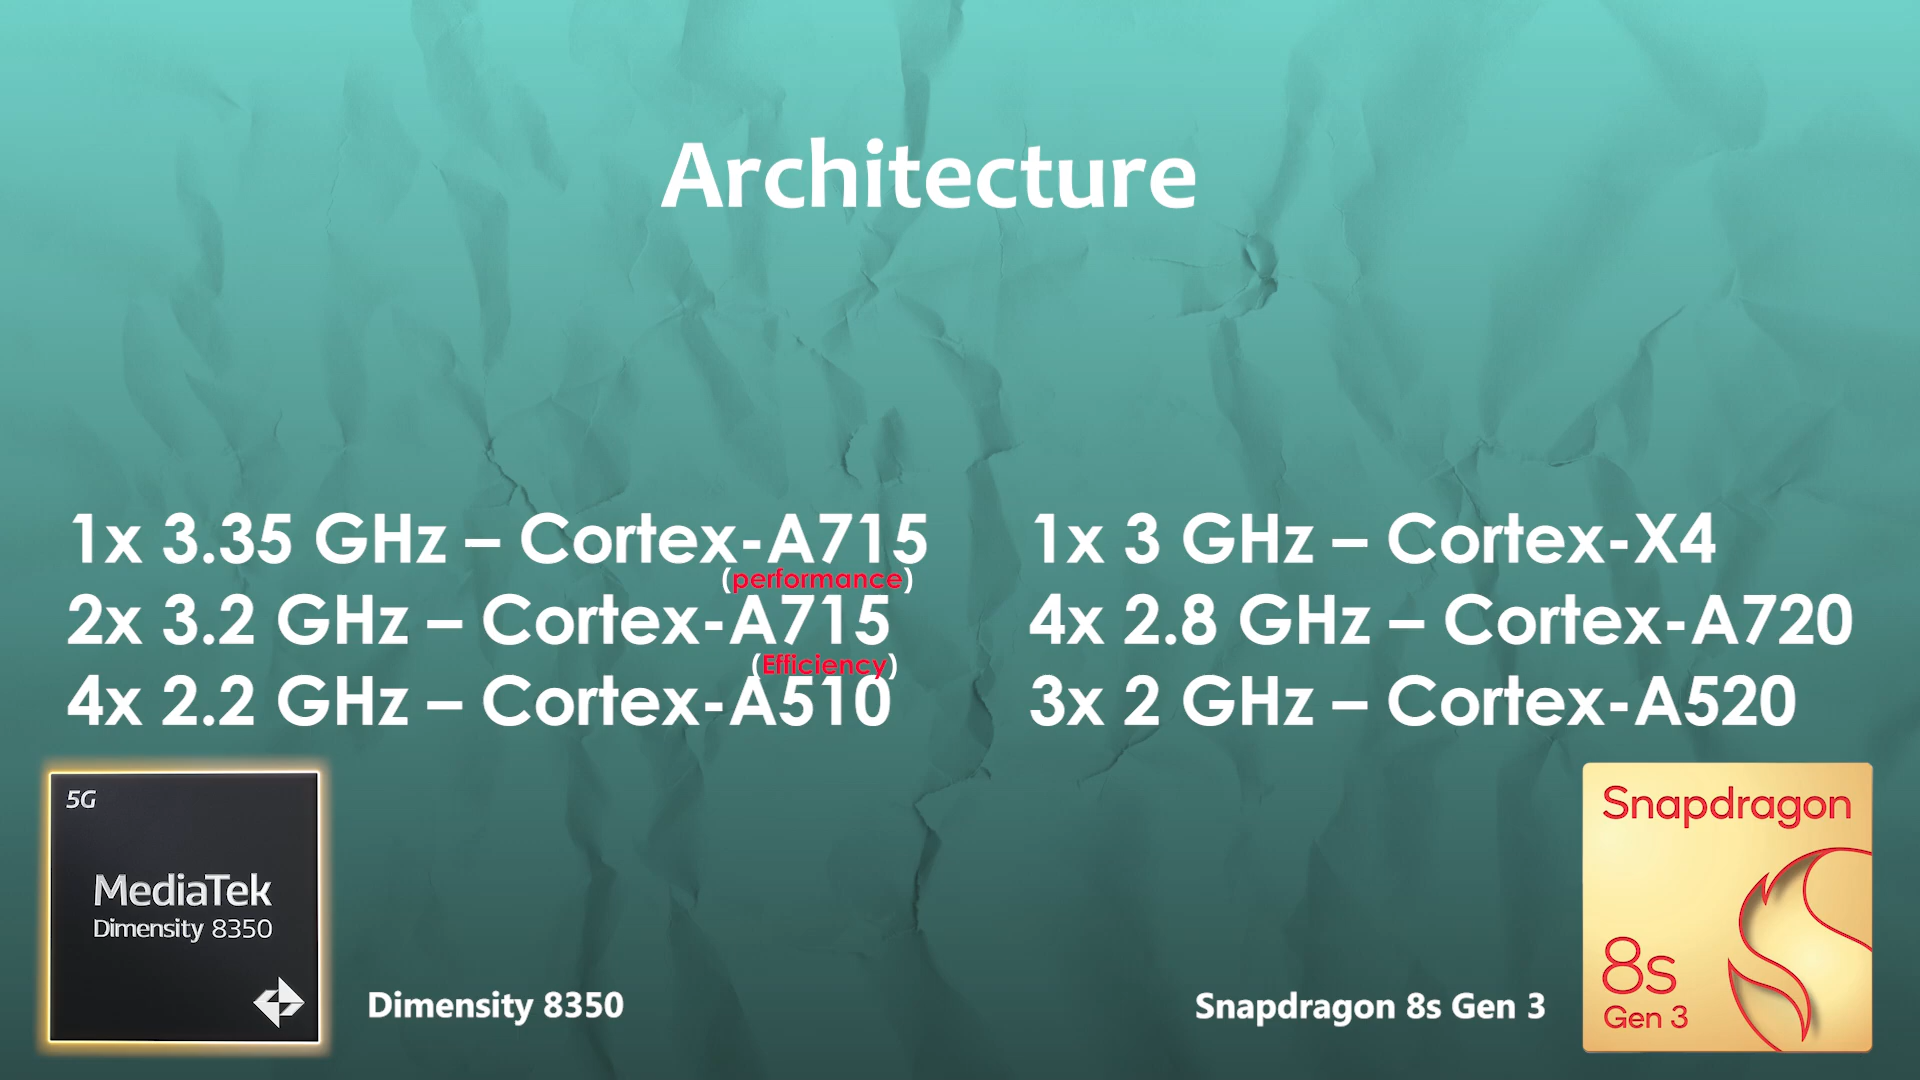 Architecture
1x 3.35 GHz – Cortex-A715
(performance)
2x 3.2 GHz – Cortex-A715
(Efficiency)
4x 2.2 GHz – Cortex-A510
1x 3 GHz – Cortex-X4
4x 2.8 GHz – Cortex-A720
3x 2 GHz – Cortex-A520
5G
MediaTek
Dimensity 8350
Dimensity 8350
Snapdragon 8s Gen 3
Snapdragon
8s
Gen 3